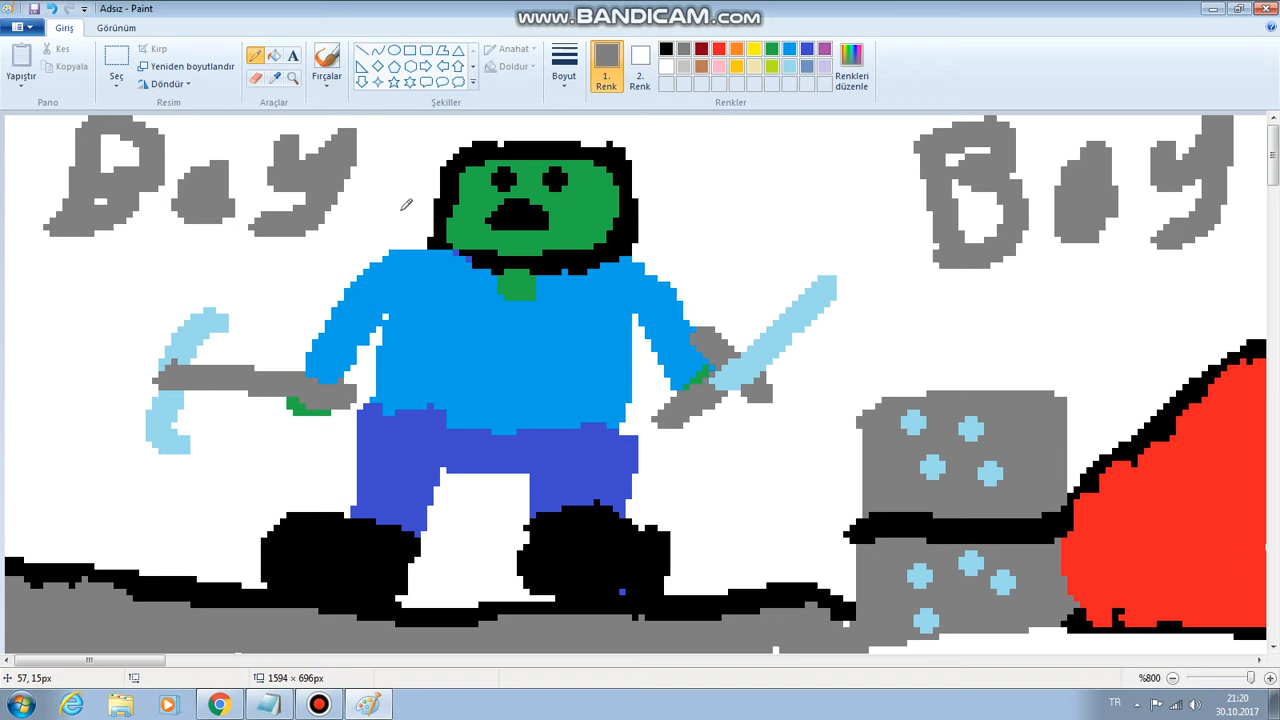 Adsız - Paint
www.BANDICAM.com
Giriş
Görünüm
Yapıştır
Kes
Kopyala
Pano
Seç
Kırp
Yeniden boyutlandır
Döndür
Resim
A
Araçlar
Fırçalar
Anahat
Doldur
Şekiller
Boyut
1.
Renk
2.
Renk
Renkleri
düzenle
Renkler
Bay
Bay
57, 15px
1594 × 696px
%800
TR
21:20
30.10.2017